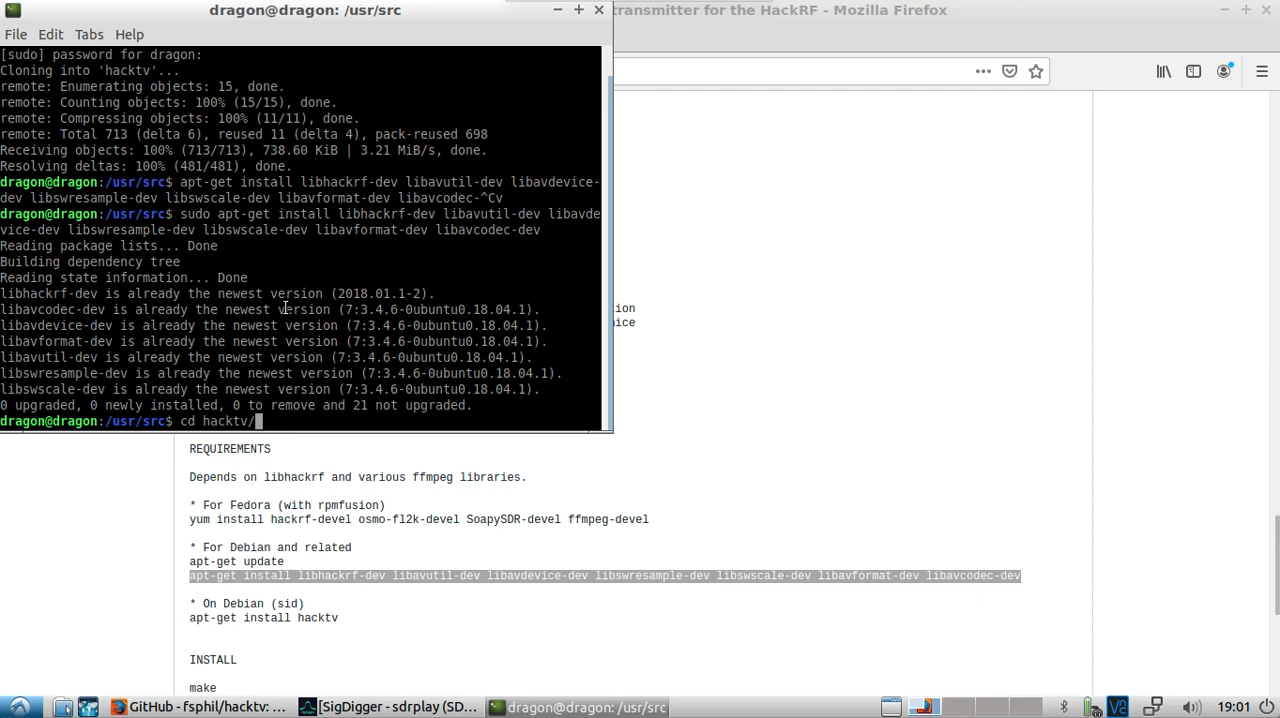 dragon@dragon: /usr/src
transmitter for the HackRF - Mozilla Firefox
File Edit Tabs Help
[sudo] password for dragon:
Cloning into 'hacktv'...
remote: Enumerating objects: 15, done.
remote: Counting objects: 100% (15/15), done.
remote: Compressing objects: 100% (11/11), done.
remote: Total 713 (delta 6), reused 11 (delta 4), pack-reused 698
Receiving objects: 100% (713/713), 738.60 KiB | 3.21 MiB/s, done.
Resolving deltas: 100% (481/481), done.
dragon@dragon:/usr/src$ apt-get install libhackrf-dev libavutil-dev libavdevice-
dev libswresample-dev libswscale-dev libavformat-dev libavcodec-^Cv
dragon@dragon:/usr/src$ sudo apt-get install libhackrf-dev libavutil-dev libavde
vice-dev libswresample-dev libswscale-dev libavformat-dev libavcodec-dev
Reading package lists... Done
Building dependency tree
Reading state information... Done
libhackrf-dev is already the newest version (2018.01.1-2).
libavcodec-dev is already the newest version (7:3.4.6-0ubuntu0.18.04.1).
libavdevice-dev is already the newest version (7:3.4.6-0ubuntu0.18.04.1).
libavformat-dev is already the newest version (7:3.4.6-0ubuntu0.18.04.1).
libavutil-dev is already the newest version (7:3.4.6-0ubuntu0.18.04.1).
libswresample-dev is already the newest version (7:3.4.6-0ubuntu0.18.04.1).
libswscale-dev is already the newest version (7:3.4.6-0ubuntu0.18.04.1).
0 upgraded, 0 newly installed, 0 to remove and 21 not upgraded.
dragon@dragon:/usr/src$ cd hacktv/
ion
ice
REQUIREMENTS
Depends on libhackrf and various ffmpeg libraries.
* For Fedora (with rpmfusion)
yum install hackrf-devel osmo-fl2k-devel SoapySDR-devel ffmpeg-devel
* For Debian and related
apt-get update
apt-get install libhackrf-dev libavutil-dev libavdevice-dev libswresample-dev libswscale-dev libavformat-dev libavcodec-dev
* On Debian (sid)
apt-get install hacktv
INSTALL
make
GitHub - fsphil/hacktv: ...
[SigDigger - sdrplay (SD...
dragon@dragon: /usr/src
V2
19:01